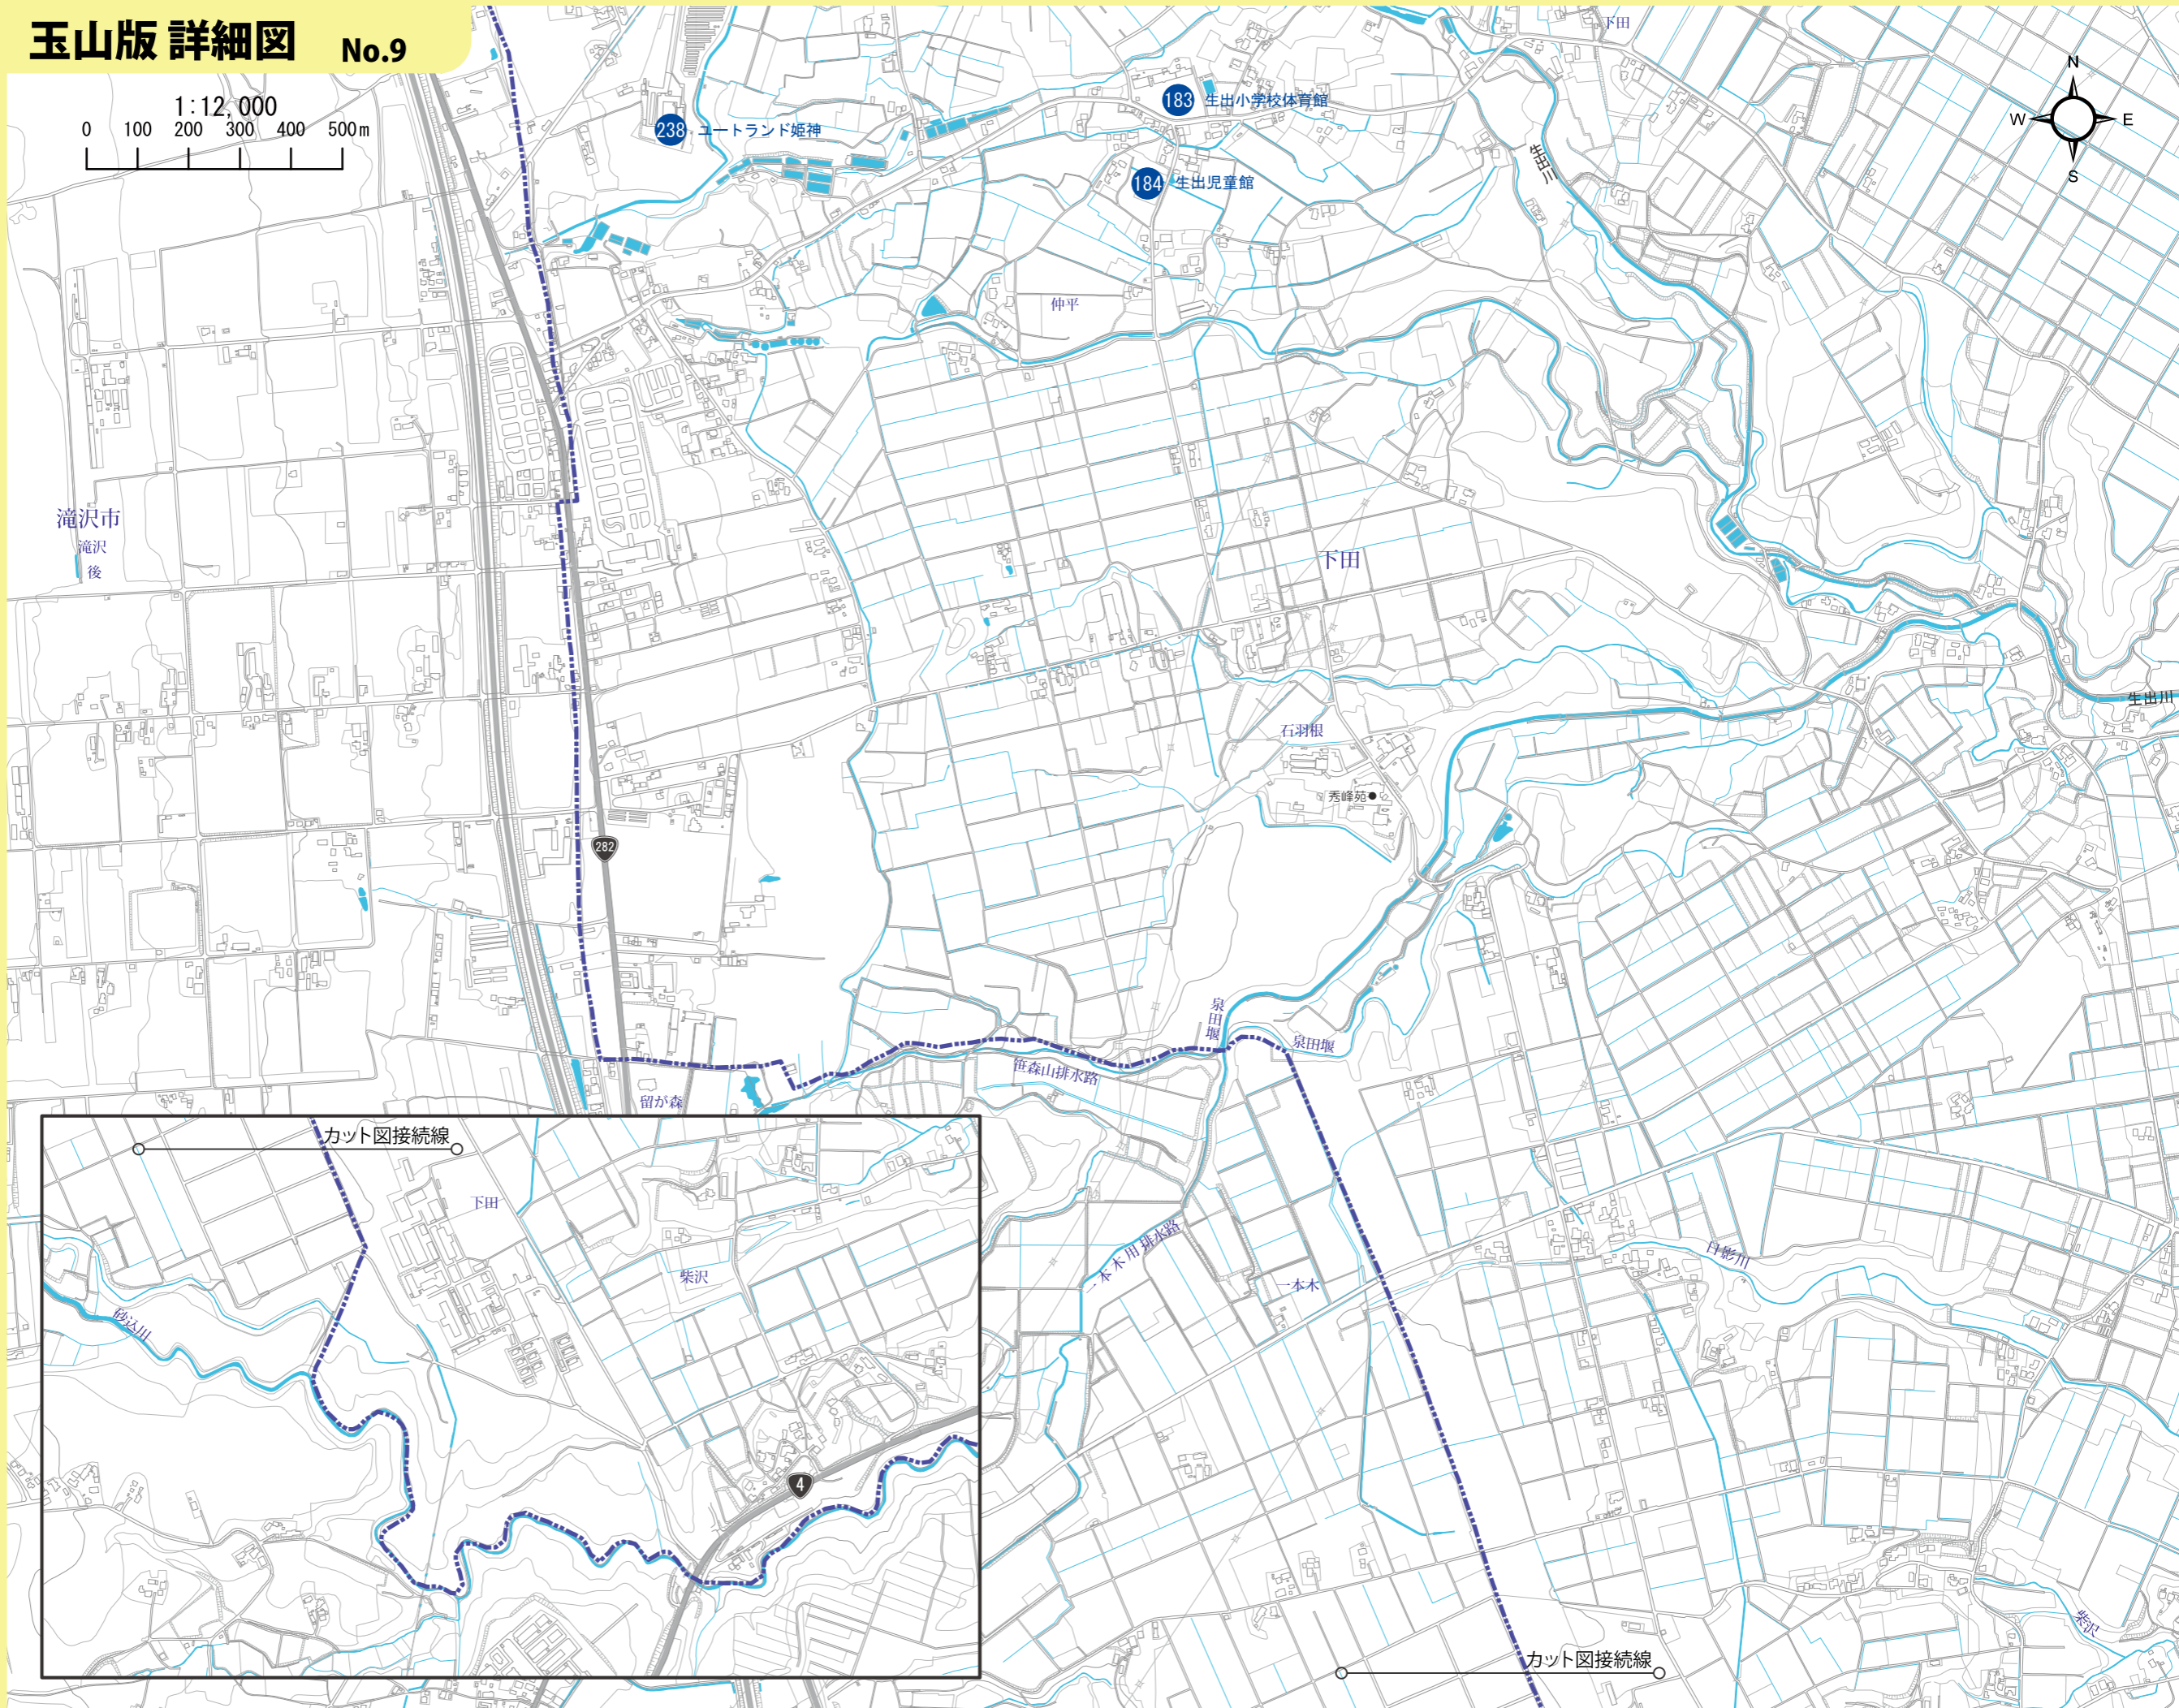 玉山版 詳細図 No.9
1:12,000
0 100 200 300 400 500m
N
W E
S
下田
183 生出小学校体育館
238 ユートランド姫神
184 生出児童館
生出川
仲平
滝沢市
滝沢
後
下田
生出川
石羽根
秀峰苑
282
泉田堰
泉田堰
笹森山排水路
留が森
カット図接続線
下田
柴沢
砂込川
4
一本木用排水路
一本木
日影川
柴沢
カット図接続線